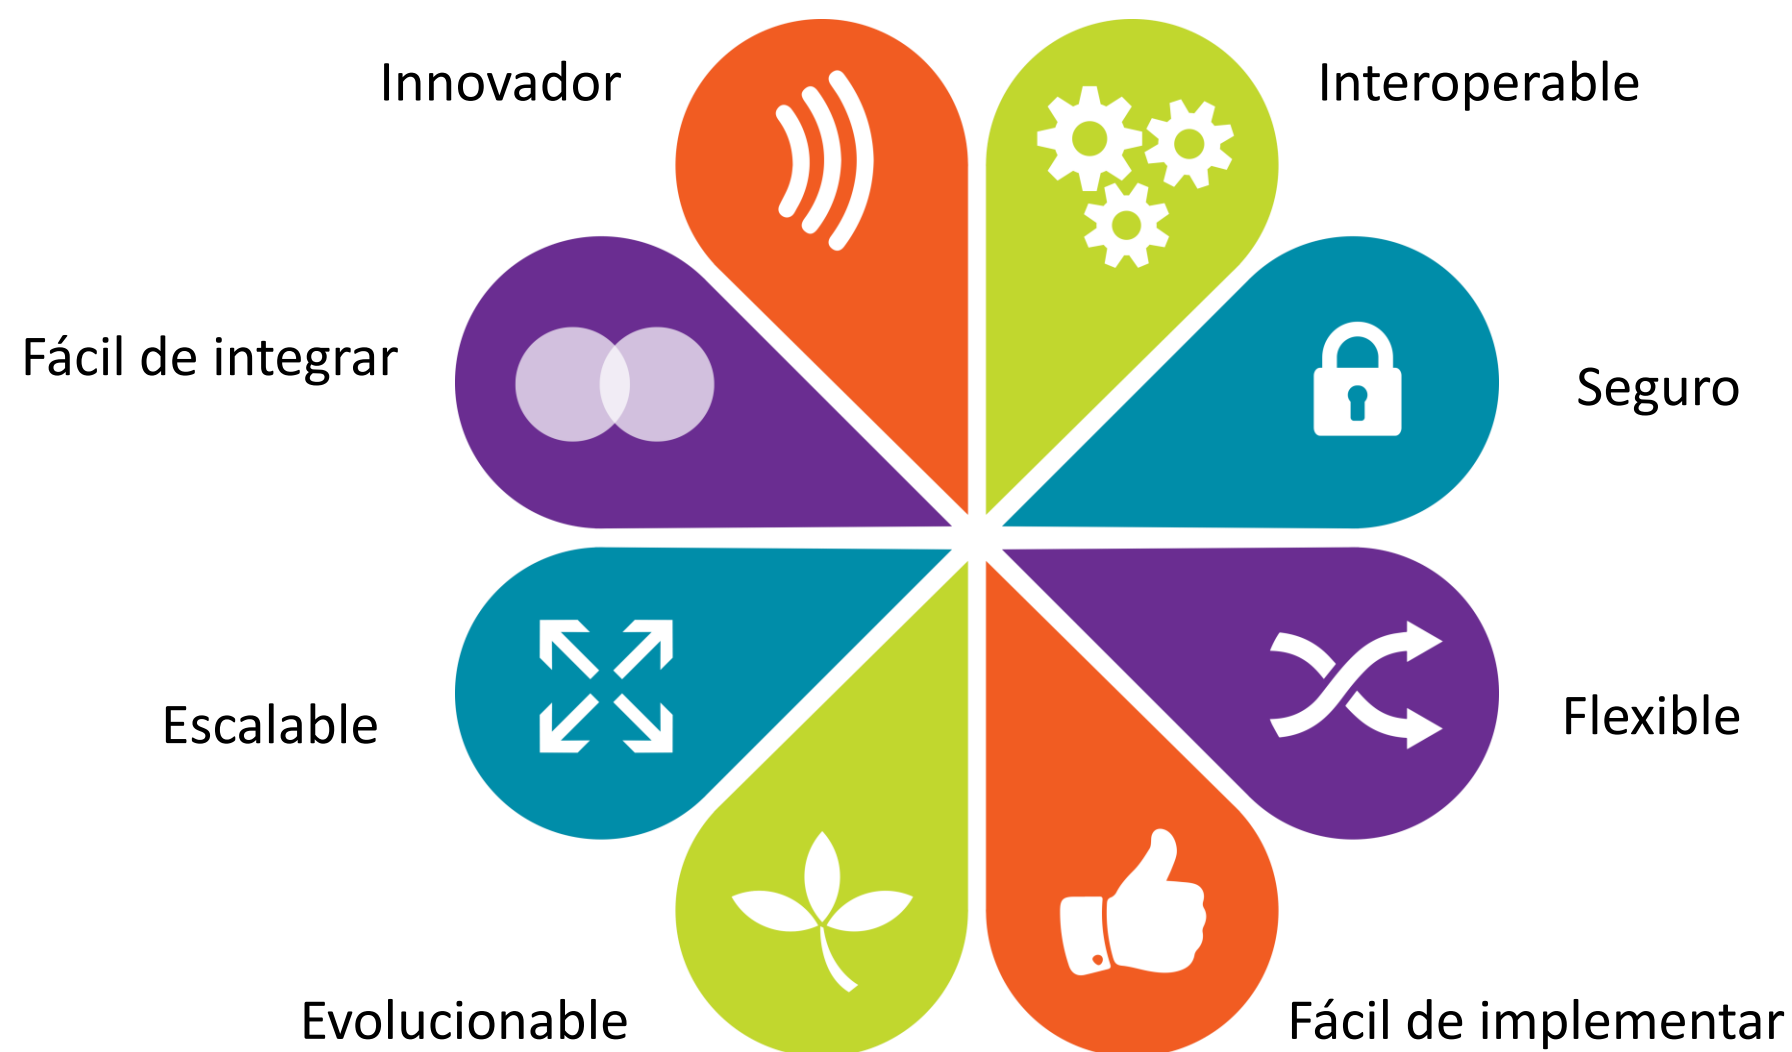 Innovador
Interoperable
Fácil de integrar
Seguro
Escalable
Flexible
Evolucionable
Fácil de implementar